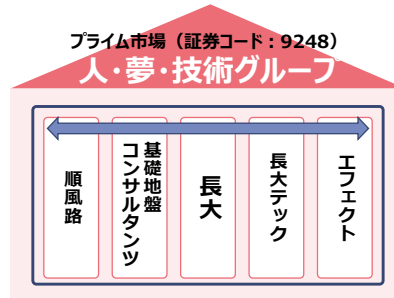 プライム市場（証券コード：9248）
人・夢・技術グループ
順風路
基礎地盤
コンサルタンツ
長大
長大テック
エフェクト